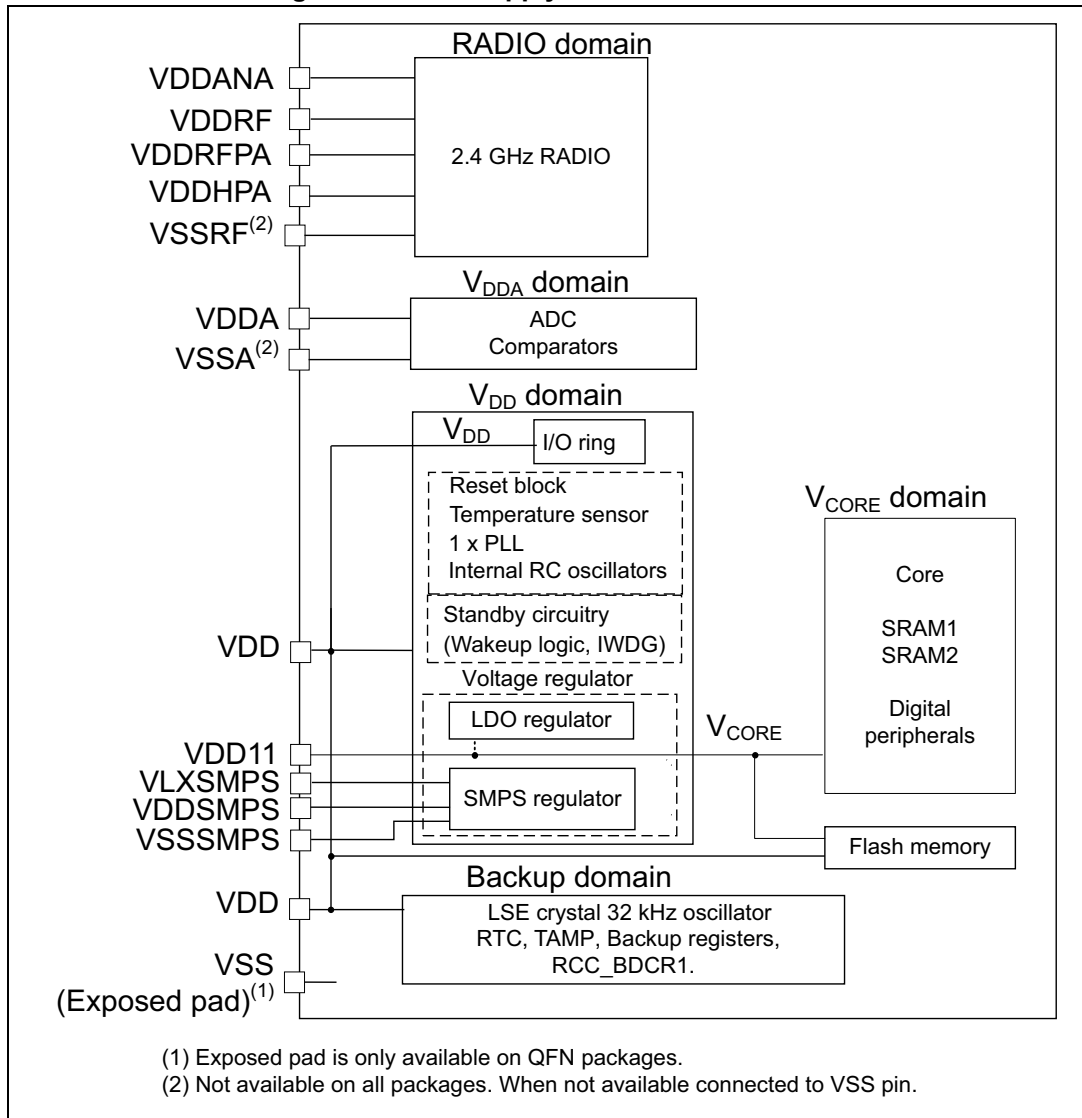 RADIO domain
VDDANA
VDDRF
VDDRFPA
VDDHPA
VSSRF(2)
2.4 GHz RADIO
VDDA domain
VDDA
VSSA(2)
ADC
Comparators
VDD domain
VDD
I/O ring
Reset block
Temperature sensor
1 x PLL
Internal RC oscillators
Standby circuitry
(Wakeup logic, IWDG)
VDD
Voltage regulator
LDO regulator
VCORE
VCORE domain
Core
SRAM1
SRAM2
Digital
peripherals
VDD11
VLXSMPS
VDDSMPS
VSSSMPS
SMPS regulator
Flash memory
Backup domain
VDD
LSE crystal 32 kHz oscillator
RTC, TAMP, Backup registers,
RCC_BDCR1.
VSS
(Exposed pad)(1)
(1) Exposed pad is only available on QFN packages.
(2) Not available on all packages. When not available connected to VSS pin.